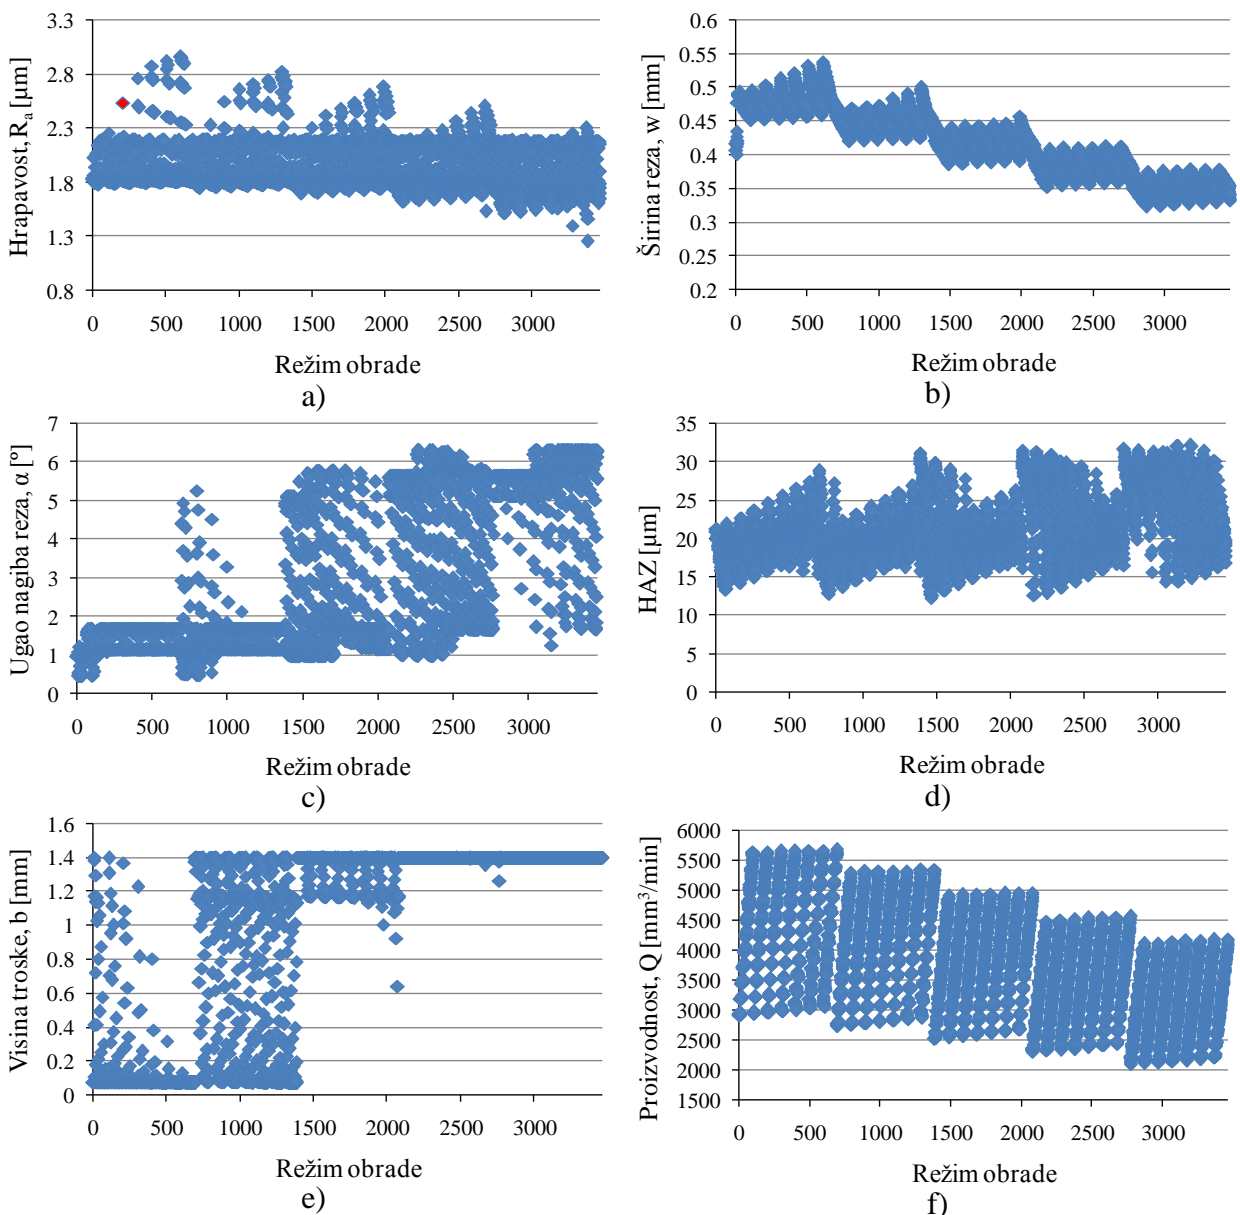 3.3
2.8
2.3
1.8
1.3
0.8
Hrapavost, Ra [µm]
0 500 1000 1500 2000 2500 3000
Režim obrade
a)
0.6
0.55
0.5
0.45
0.4
0.35
0.3
0.25
0.2
Širina reza, w [mm]
0 500 1000 1500 2000 2500 3000
Režim obrade
b)
7
6
5
4
3
2
1
0
Ugao nagiba reza, α [º]
0 500 1000 1500 2000 2500 3000
Režim obrade
c)
35
30
25
20
15
10
5
0
HAZ [µm]
0 500 1000 1500 2000 2500 3000
Režim obrade
d)
1.6
1.4
1.2
1
0.8
0.6
0.4
0.2
0
Visina troske, b [mm]
0 500 1000 1500 2000 2500 3000
Režim obrade
e)
6000
5500
5000
4500
4000
3500
3000
2500
2000
1500
Proizvodnost, Q [mm³/min]
0 500 1000 1500 2000 2500 3000
Režim obrade
f)